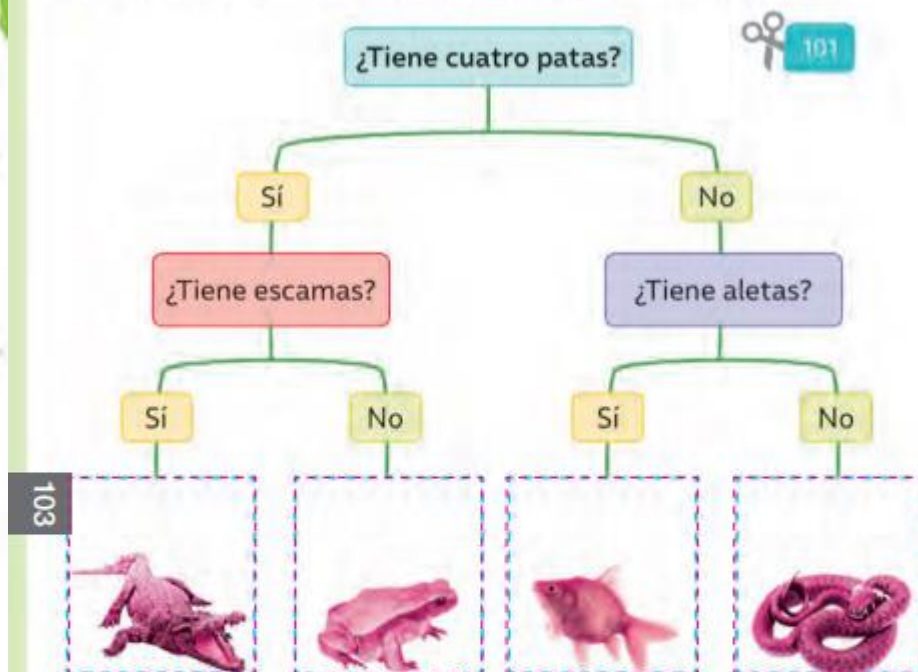 ¿Tiene cuatro patas?
101
Sí
No
¿Tiene escamas?
¿Tiene aletas?
Sí
No
Sí
No
103